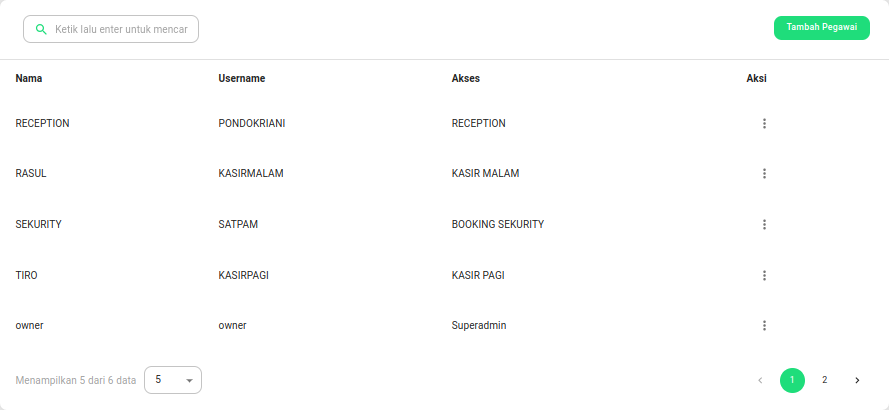 Ketik lalu enter untuk mencar
Tambah Pegawai
Nama Username Akses Aksi
RECEPTION PONDOKRIANI RECEPTION
RASUL KASIRMALAM KASIR MALAM
SEKURITY SATPAM BOOKING SEKURITY
TIRO KASIRPAGI KASIR PAGI
owner owner Superadmin
Menampilkan 5 dari 6 data 5 1 2